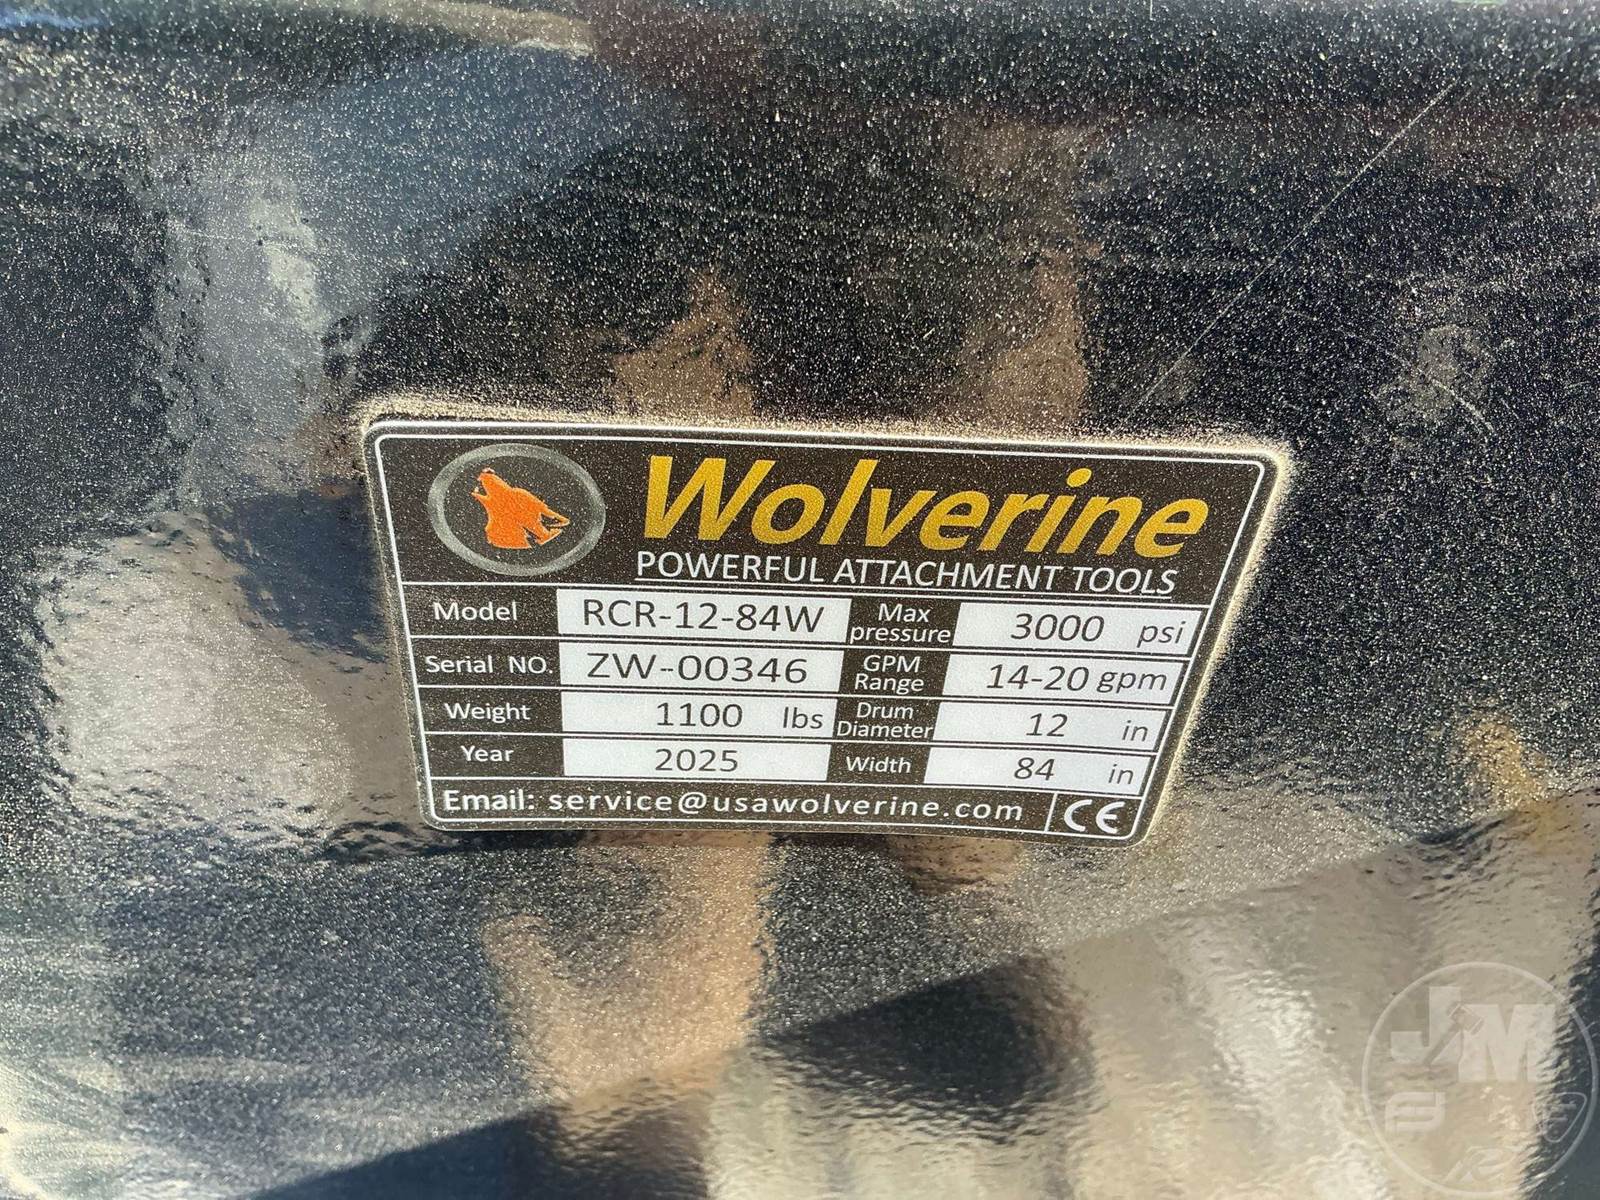 Wolverine
POWERFUL ATTACHMENT TOOLS
Model RCR-12-84W Max pressure 3000 psi
Serial NO. ZW-00346 GPM Range 14-20 gpm
Weight 1100 lbs Drum Diameter 12 in
Year 2025 Width 84 in
Email: service@usawolverine.com CE
JM